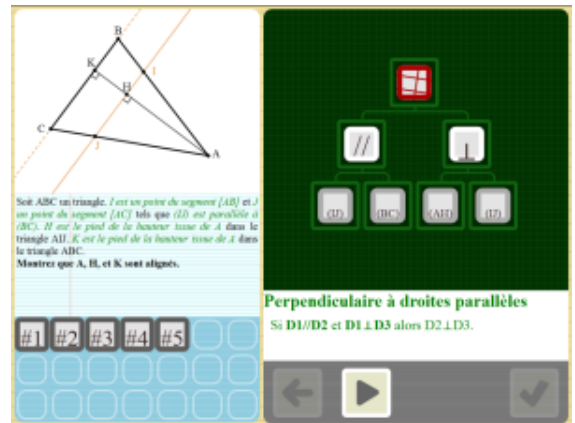 B
K
I
H
C
J
A
Soit ABC un triangle. I est un point du segment [AB] et J
un point du segment [AC] tels que (IJ) est parallèle à
(BC). H est le pied de la hauteur issue de A dans le
triangle AIJ. K est le pied de la hauteur issue de A dans
le triangle ABC.
Montrez que A, H, et K sont alignés.
#1 #2 #3 #4 #5
// ⊥
(IJ) (BC) (AH) (IJ)
Perpendiculaire à droites parallèles
Si D1//D2 et D1⊥D3 alors D2⊥D3.